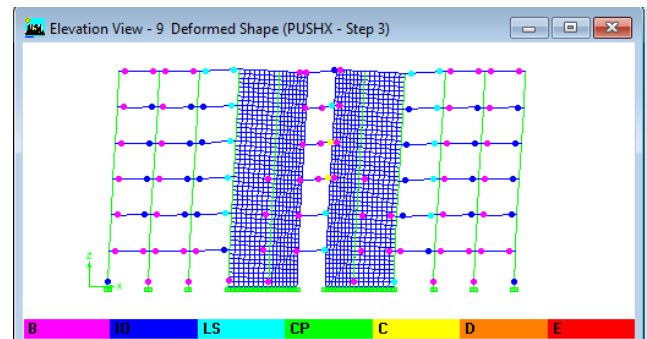 Elevation View - 9 Deformed Shape (PUSHX - Step 3)
Z
X
B IO LS CP C D E